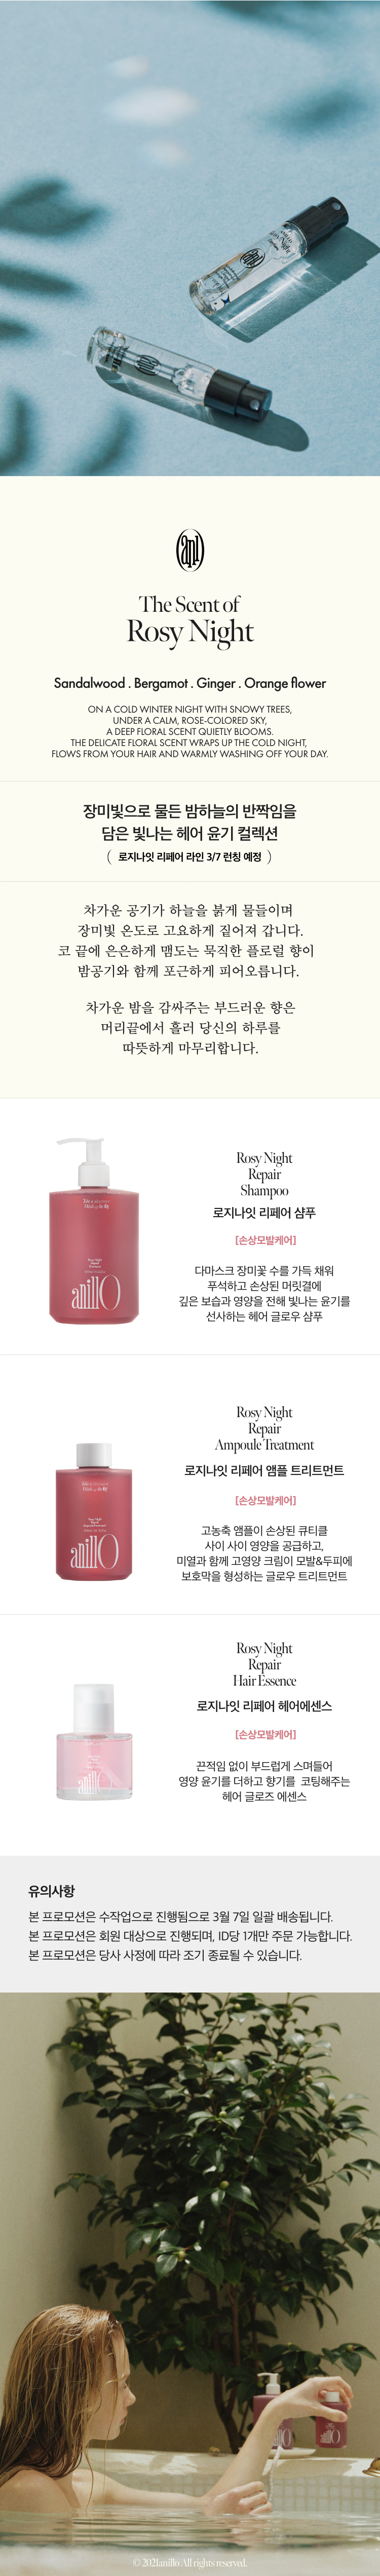 anl
The Scent of
Rosy Night
Sandalwood . Bergamot . Ginger . Orange flower
ON A COLD WINTER NIGHT WITH SNOWY TREES,
UNDER A CALM, ROSE-COLORED SKY,
A DEEP FLORAL SCENT QUIETLY BLOOMS.
THE DELICATE FLORAL SCENT WRAPS UP THE COLD NIGHT,
FLOWS FROM YOUR HAIR AND WARMLY WASHING OFF YOUR DAY.
장미빛으로 물든 밤하늘의 반짝임을
담은 빛나는 헤어 윤기 컬렉션
( 로지나잇 리페어 라인 3/7 런칭 예정 )
차가운 공기가 하늘을 붉게 물들이며
장미빛 온도로 고요하게 짙어져 갑니다.
코 끝에 은은하게 맴도는 묵직한 플로럴 향이
밤공기와 함께 포근하게 피어오릅니다.
차가운 밤을 감싸주는 부드러운 향은
머리끝에서 흘러 당신의 하루를
따뜻하게 마무리합니다.
anillO
Rosy Night
Repair
Shampoo
로지나잇 리페어 샴푸
[손상모발케어]
다마스크 장미꽃 수를 가득 채워
푸석하고 손상된 머릿결에
깊은 보습과 영양을 전해 빛나는 윤기를
선사하는 헤어 글로우 샴푸
anillO
Rosy Night
Repair
Ampoule Treatment
로지나잇 리페어 앰플 트리트먼트
[손상모발케어]
고농축 앰플이 손상된 큐티클
사이 사이 영양을 공급하고,
미열과 함께 고영양 크림이 모발&두피에
보호막을 형성하는 글로우 트리트먼트
anillO
Rosy Night
Repair
Hair Essence
로지나잇 리페어 헤어에센스
[손상모발케어]
끈적임 없이 부드럽게 스며들어
영양 윤기를 더하고 향기를 코팅해주는
헤어 글로즈 에센스
유의사항
본 프로모션은 수작업으로 진행됨으로 3월 7일 일괄 배송됩니다.
본 프로모션은 회원 대상으로 진행되며, ID당 1개만 주문 가능합니다.
본 프로모션은 당사 사정에 따라 조기 종료될 수 있습니다.
© 2021anillo All rights reserved.